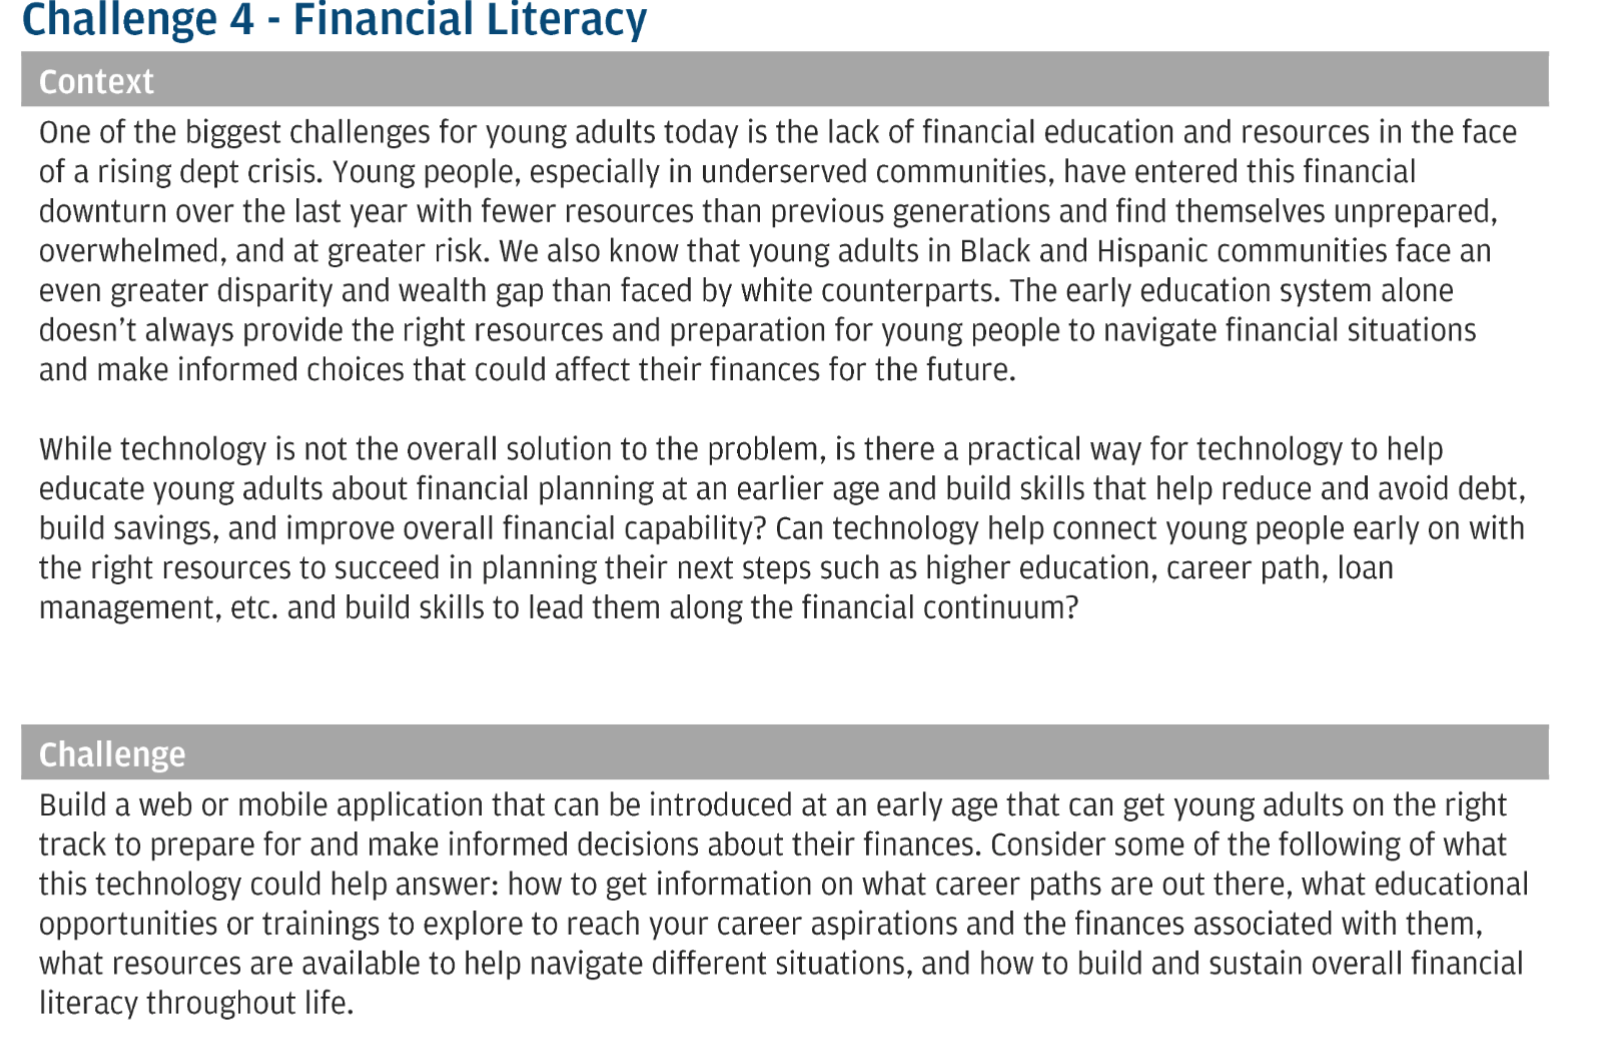 Challenge 4 - Financial Literacy
Context
One of the biggest challenges for young adults today is the lack of financial education and resources in the face
of a rising dept crisis. Young people, especially in underserved communities, have entered this financial
downturn over the last year with fewer resources than previous generations and find themselves unprepared,
overwhelmed, and at greater risk. We also know that young adults in Black and Hispanic communities face an
even greater disparity and wealth gap than faced by white counterparts. The early education system alone
doesn’t always provide the right resources and preparation for young people to navigate financial situations
and make informed choices that could affect their finances for the future.
While technology is not the overall solution to the problem, is there a practical way for technology to help
educate young adults about financial planning at an earlier age and build skills that help reduce and avoid debt,
build savings, and improve overall financial capability? Can technology help connect young people early on with
the right resources to succeed in planning their next steps such as higher education, career path, loan
management, etc. and build skills to lead them along the financial continuum?
Challenge
Build a web or mobile application that can be introduced at an early age that can get young adults on the right
track to prepare for and make informed decisions about their finances. Consider some of the following of what
this technology could help answer: how to get information on what career paths are out there, what educational
opportunities or trainings to explore to reach your career aspirations and the finances associated with them,
what resources are available to help navigate different situations, and how to build and sustain overall financial
literacy throughout life.